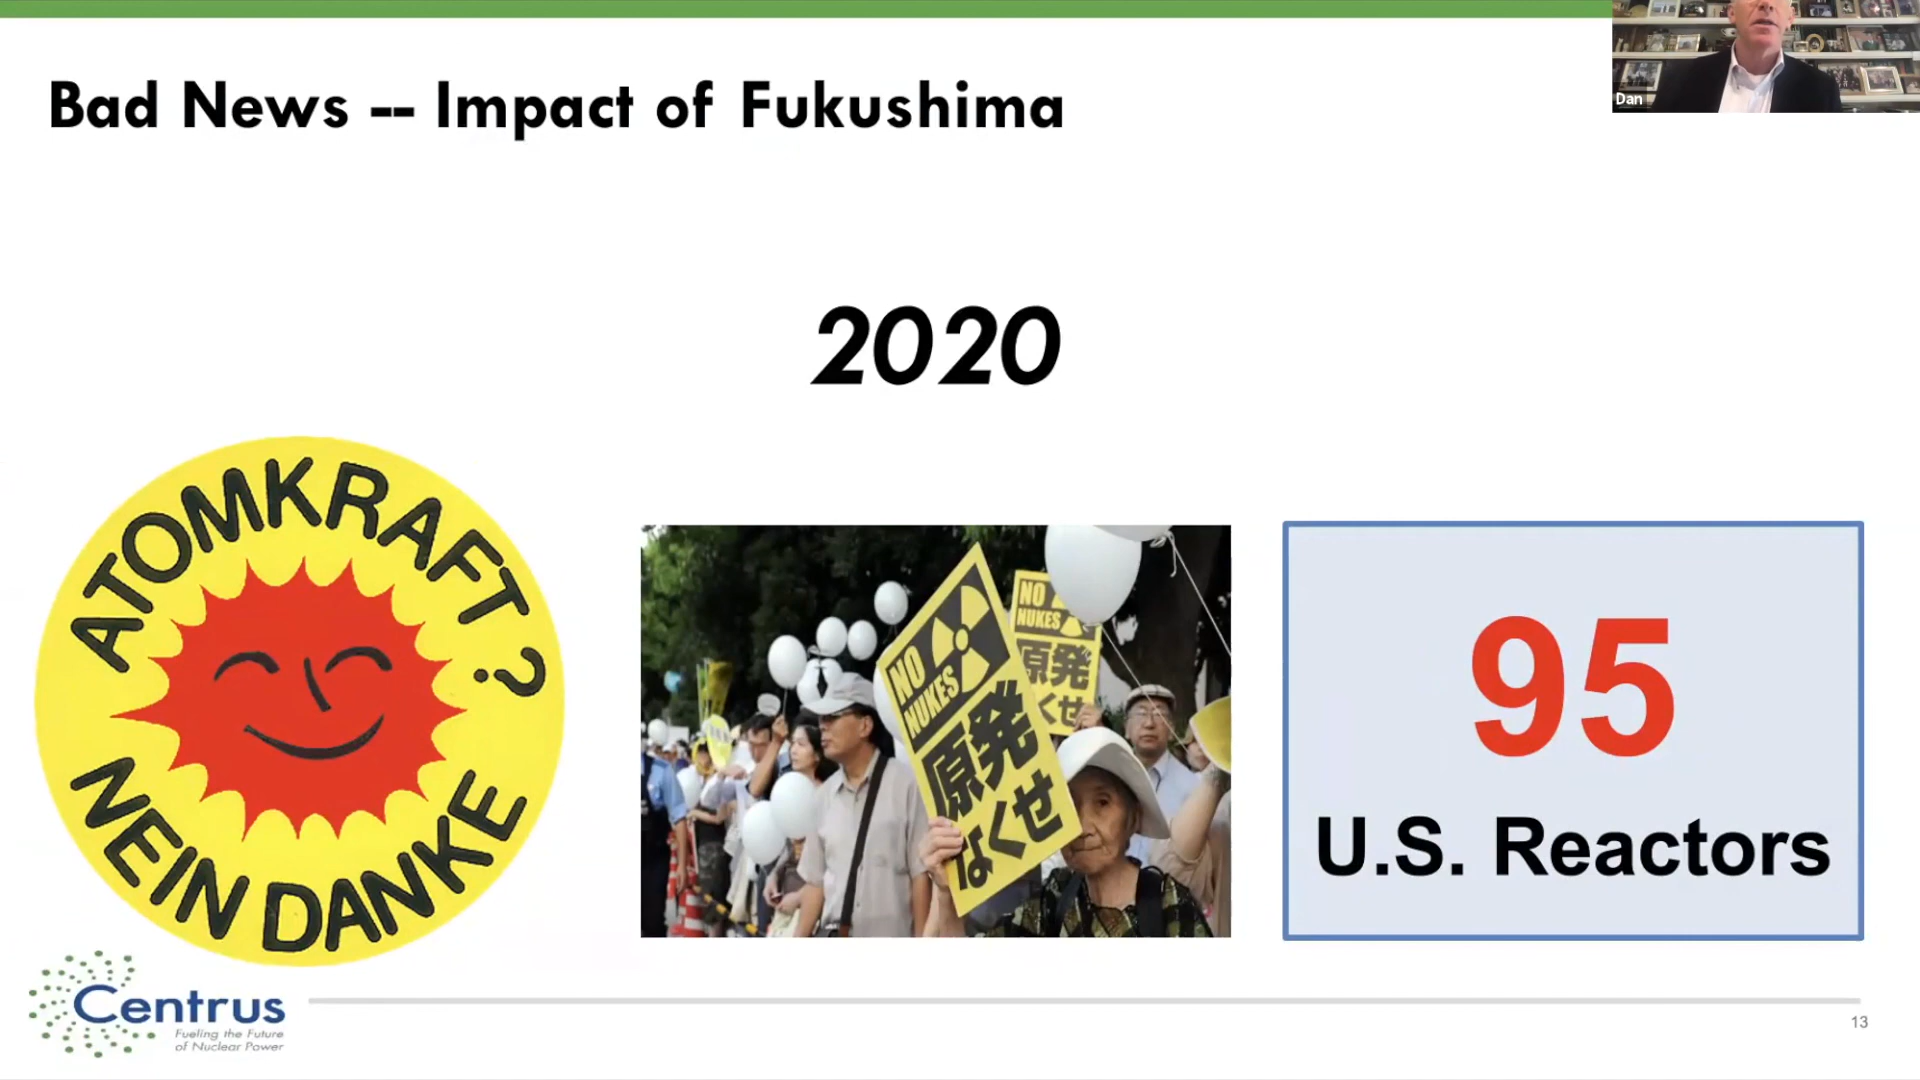 Bad News -- Impact of Fukushima
Dan
2020
ATOMKRAFT?
NEIN DANKE
NO
NUKES
原発
なくせ
NO
NUKES
原発
くせ
95
U.S. Reactors
Centrus
Fueling the Future
of Nuclear Power
13